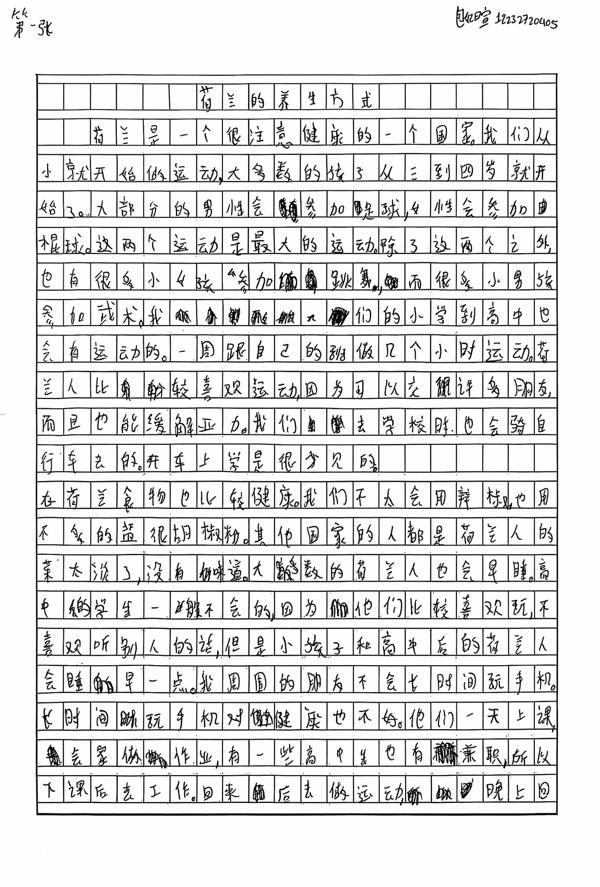 第一张
12232720405
荷兰的养生方式
荷兰是一个很注意健康的一个国家。我们从
小就开始做运动，大多数的孩子从三到四岁就开
始了。大部分的男性会参加足球，女性会参加曲
棍球。这两个运动是最大的运动。除了这两个之外，
也有很多小女孩参加跳舞，而很多小男孩
参加武术。我们的小学到高中也
会有运动的。一周跟自己的班做几个小时运动。荷
兰人比较喜欢运动，因为可以交许多朋友，
而且也能缓解压力。我们去学校时也会骑自
行车去的。开车上学是很少见的。
在荷兰食物也比较健康。我们不太会用辣椒，也用
不多的盐很胡椒粉。其他国家的人都是荷兰人的
菜太淡了，没有味道。大多数的荷兰人也会早睡。高
中的学生一般不会的，因为他们比较喜欢玩，不
喜欢听别人的话，但是小孩子和高中后的荷兰人
会睡早一点。我周围的朋友不会长时间玩手机。
长时间玩手机对健康也不好。他们一天上课，
会家做作业，有一些高中生也有兼职，所以
下课后去工作。回来后去做运动，晚上回